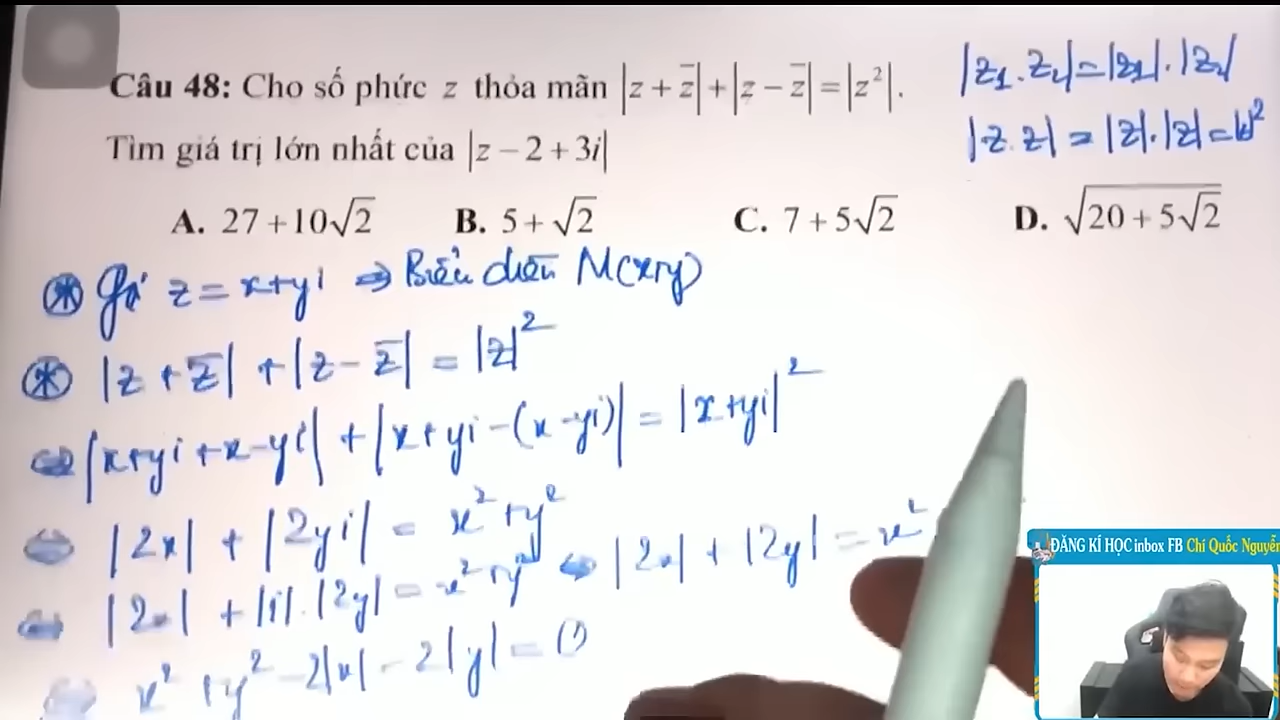 Câu 48: Cho số phức z thỏa mãn |z + z̅| + |z − z̅| = |z²|.
Tìm giá trị lớn nhất của |z − 2 + 3i|
A. 27 + 10√2 B. 5 + √2 C. 7 + 5√2 D. √(20 + 5√2)
|z₁.z₂| = |z₁|.|z₂|
|z.z| = |z|.|z| = |z|²
z = x+yi ⇒ Biểu diễn M(x,y)
|z + z̅| + |z − z̅| = |z|²
⇔ |x+yi+x−yi| + |x+yi−(x−yi)| = |x+yi|²
⇔ |2x| + |2yi| = x²+y²
⇔ |2x| + |i|.|2y| = x²+y² ⇔ |2x| + |2y| = x²
⇔ x²+y²−2|x|−2|y| = 0
ĐĂNG KÍ HỌC inbox FB Chí Quốc Nguyễn